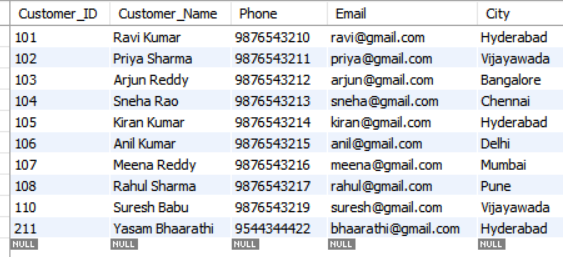 Customer_ID Customer_Name Phone Email City
101 Ravi Kumar 9876543210 ravi@gmail.com Hyderabad
102 Priya Sharma 9876543211 priya@gmail.com Vijayawada
103 Arjun Reddy 9876543212 arjun@gmail.com Bangalore
104 Sneha Rao 9876543213 sneha@gmail.com Chennai
105 Kiran Kumar 9876543214 kiran@gmail.com Hyderabad
106 Anil Kumar 9876543215 anil@gmail.com Delhi
107 Meena Reddy 9876543216 meena@gmail.com Mumbai
108 Rahul Sharma 9876543217 rahul@gmail.com Pune
110 Suresh Babu 9876543219 suresh@gmail.com Vijayawada
211 Yasam Bhaarathi 9544344422 bhaarathi@gmail.com Hyderabad
NULL NULL NULL NULL NULL